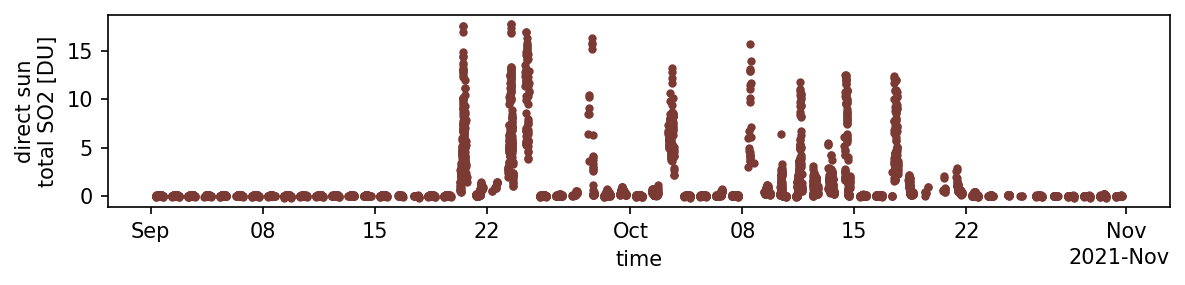 direct sun
total SO2 [DU]
15
10
5
0
Sep
08
15
22
Oct
08
15
22
Nov
time
2021-Nov